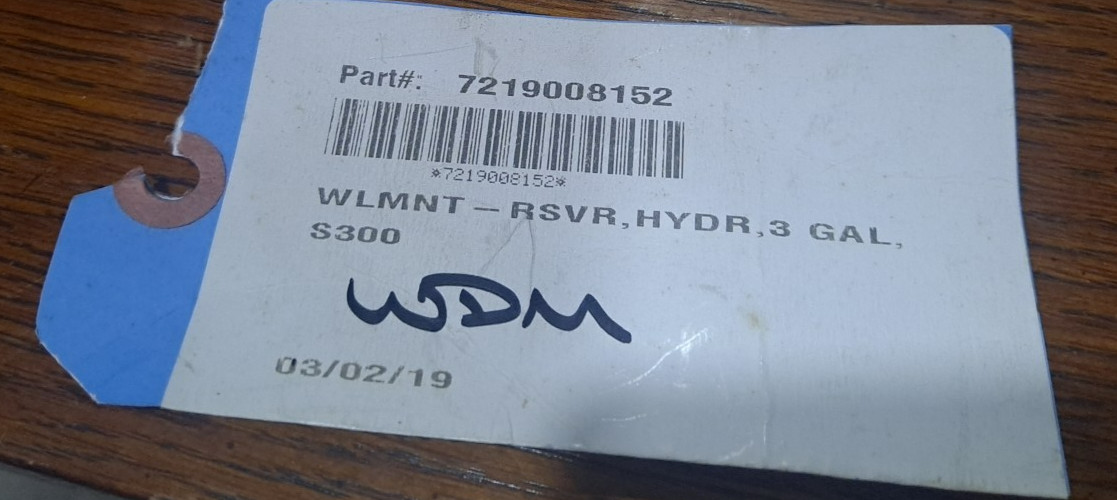 Part#: 7219008152
*7219008152*
WLMNT – RSVR,HYDR,3 GAL,
S300
WDM
03/02/19